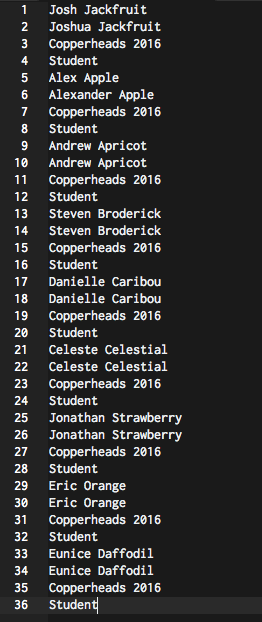 1 Josh Jackfruit
2 Joshua Jackfruit
3 Copperheads 2016
4 Student
5 Alex Apple
6 Alexander Apple
7 Copperheads 2016
8 Student
9 Andrew Apricot
10 Andrew Apricot
11 Copperheads 2016
12 Student
13 Steven Broderick
14 Steven Broderick
15 Copperheads 2016
16 Student
17 Danielle Caribou
18 Danielle Caribou
19 Copperheads 2016
20 Student
21 Celeste Celestial
22 Celeste Celestial
23 Copperheads 2016
24 Student
25 Jonathan Strawberry
26 Jonathan Strawberry
27 Copperheads 2016
28 Student
29 Eric Orange
30 Eric Orange
31 Copperheads 2016
32 Student
33 Eunice Daffodil
34 Eunice Daffodil
35 Copperheads 2016
36 Student